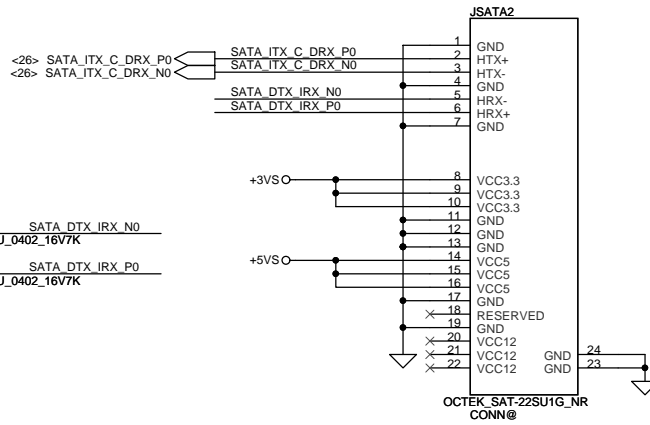 JSATA2
1 GND
<26> SATA_ITX_C_DRX_P0 SATA_ITX_C_DRX_P0 2 HTX+
<26> SATA_ITX_C_DRX_N0 SATA_ITX_C_DRX_N0 3 HTX-
4 GND
SATA_DTX_IRX_N0 5 HRX-
SATA_DTX_IRX_P0 6 HRX+
7 GND
+3VS 8 VCC3.3
9 VCC3.3
10 VCC3.3
11 GND
12 GND
13 GND
+5VS 14 VCC5
15 VCC5
16 VCC5
17 GND
18 RESERVED
19 GND
20 VCC12
21 VCC12 GND 24
22 VCC12 GND 23
SATA_DTX_IRX_N0
U_0402_16V7K
SATA_DTX_IRX_P0
U_0402_16V7K
OCTEK_SAT-22SU1G_NR
CONN@